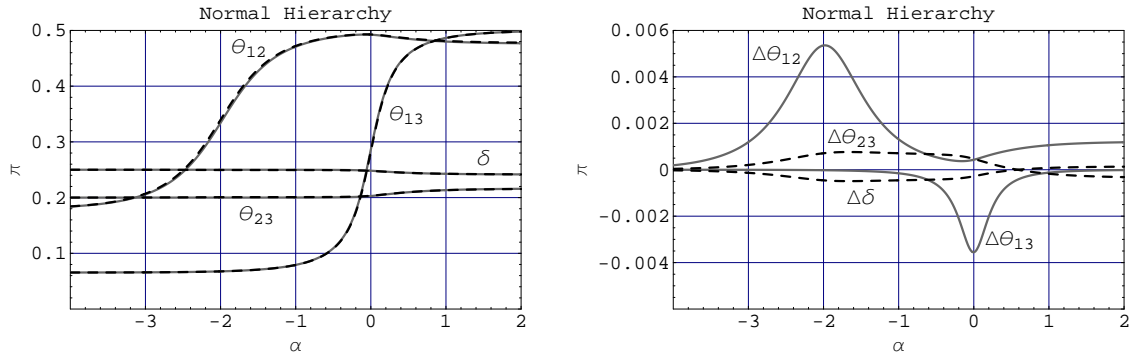 Normal Hierarchy
π
0.5
0.4
0.3
0.2
0.1
θ12
θ13
δ
θ23
-3 -2 -1 0 1 2
α
Normal Hierarchy
π
0.006
0.004
0.002
0
-0.002
-0.004
Δθ12
Δθ23
Δδ
Δθ13
-3 -2 -1 0 1 2
α